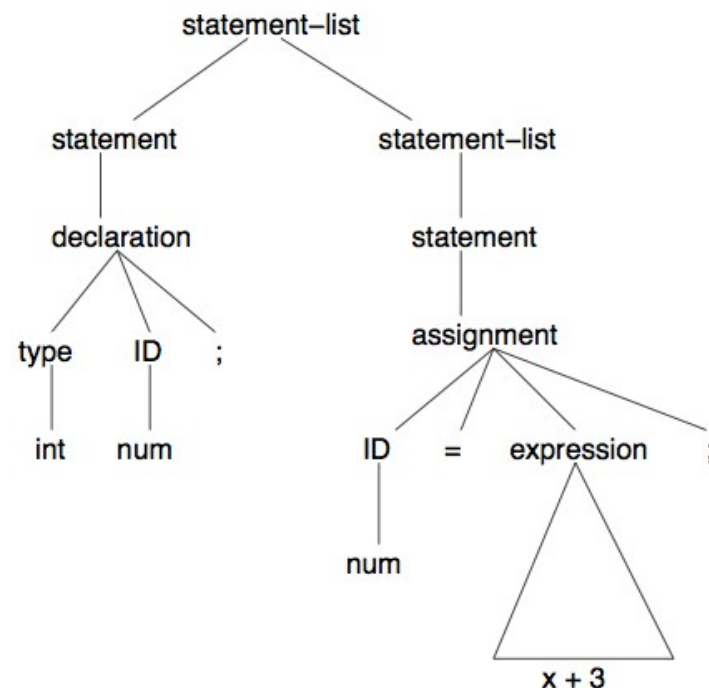 statement–list
statement statement–list
declaration statement
assignment
type ID ;
int num ID = expression ;
num
x + 3